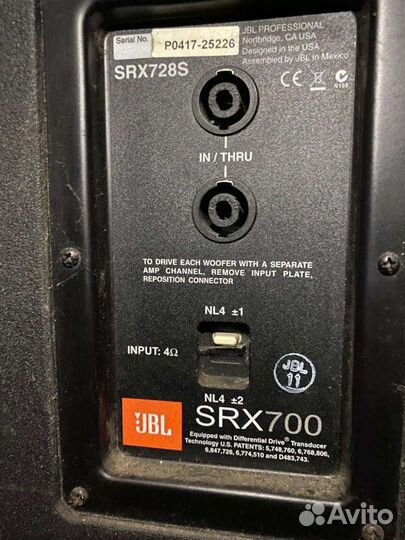 Serial No.
P0417-25226
JBL PROFESSIONAL
Northridge, CA USA
Designed in the USA
Assembled by JBL in Mexico
SRX728S
CE
N108
IN / THRU
TO DRIVE EACH WOOFER WITH A SEPARATE
AMP CHANNEL, REMOVE INPUT PLATE,
REPOSITION CONNECTOR
NL4 ±1
INPUT: 4Ω
JBL
11
NL4 ±2
JBL
SRX700
Equipped with Differential Drive® Transducer
Technology U.S. PATENTS: 5,748,760, 6,768,806,
6,847,726, 6,774,510 and D483,743.
Avito